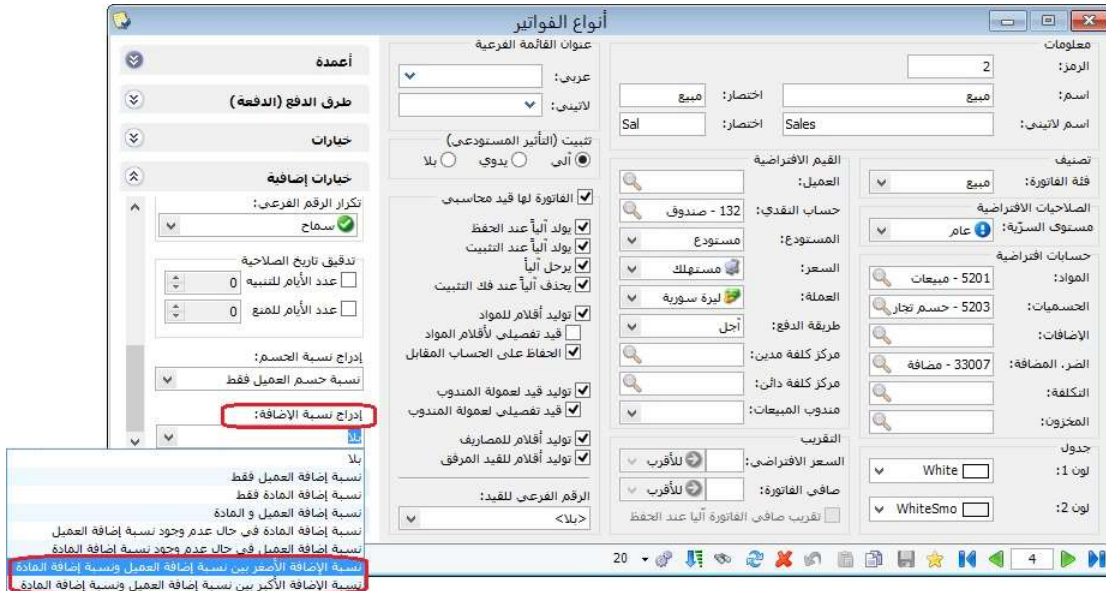 أنواع الفواتير
معلومات
الرمز: 2
اسم: مبيع اختصار: مبيع
اسم لاتيني: Sales اختصار: Sal
تصنيف
فئة الفاتورة: مبيع
الصلاحيات الافتراضية
مستوى السرّية: عام
حسابات افتراضية
المواد: 5201 - مبيعات
الحسميات: 5203 - حسم تجار
الإضافات:
الضر. المضافة: 33007 - مضافة
التكلفة:
المخزون:
جدول
لون 1: White
لون 2: WhiteSmo
القيم الافتراضية
العميل:
حساب النقدي: 132 - صندوق
المستودع: مستودع
السعر: مستهلك
العملة: ليرة سورية
طريقة الدفع: آجل
مركز كلفة مدين:
مركز كلفة دائن:
مندوب المبيعات:
التقريب
السعر الافتراضي: للأقرب
صافي الفاتورة: للأقرب
تقريب صافي الفاتورة آليا عند الحفظ
عنوان القائمة الفرعية
عربي:
لاتيني:
تثبيت (التأثير المستودعي)
آلي يدوي بلا
الفاتورة لها قيد محاسبي
يولد آلياً عند الحفظ
يولد آلياً عند التثبيت
يرحل آلياً
يحذف آلياً عند فك التثبيت
توليد أقلام للمواد
قيد تفصيلي لأقلام المواد
الحفاظ على الحساب المقابل
توليد قيد لعمولة المندوب
قيد تفصيلي لعمولة المندوب
توليد أقلام للمصاريف
توليد أقلام للقيد المرفق
الرقم الفرعي للقيد:
<بلا>
أعمدة
طرق الدفع (الدفعة)
خيارات
خيارات إضافية
تكرار الرقم الفرعي:
سماح
تدقيق تاريخ الصلاحية
عدد الأيام للتنبيه 0
عدد الأيام للمنع 0
إدراج نسبة الحسم:
نسبة حسم العميل فقط
إدراج نسبة الإضافة:
بلا
بلا
نسبة إضافة العميل فقط
نسبة إضافة المادة فقط
نسبة إضافة العميل و المادة
نسبة إضافة المادة في حال عدم وجود نسبة إضافة العميل
نسبة إضافة العميل في حال عدم وجود نسبة إضافة المادة
نسبة الإضافة الأصغر بين نسبة إضافة العميل ونسبة إضافة المادة
نسبة الإضافة الأكبر بين نسبة إضافة العميل ونسبة إضافة المادة
20
4